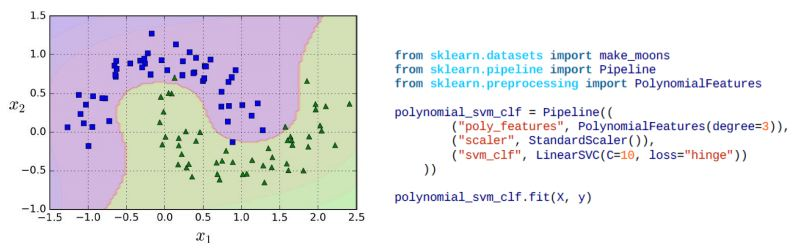 1.5
1.0
0.5
0.0
−0.5
−1.0
x2
−1.5 −1.0 −0.5 0.0 0.5 1.0 1.5 2.0 2.5
x1
from sklearn.datasets import make_moons
from sklearn.pipeline import Pipeline
from sklearn.preprocessing import PolynomialFeatures
polynomial_svm_clf = Pipeline((
("poly_features", PolynomialFeatures(degree=3)),
("scaler", StandardScaler()),
("svm_clf", LinearSVC(C=10, loss="hinge"))
))
polynomial_svm_clf.fit(X, y)